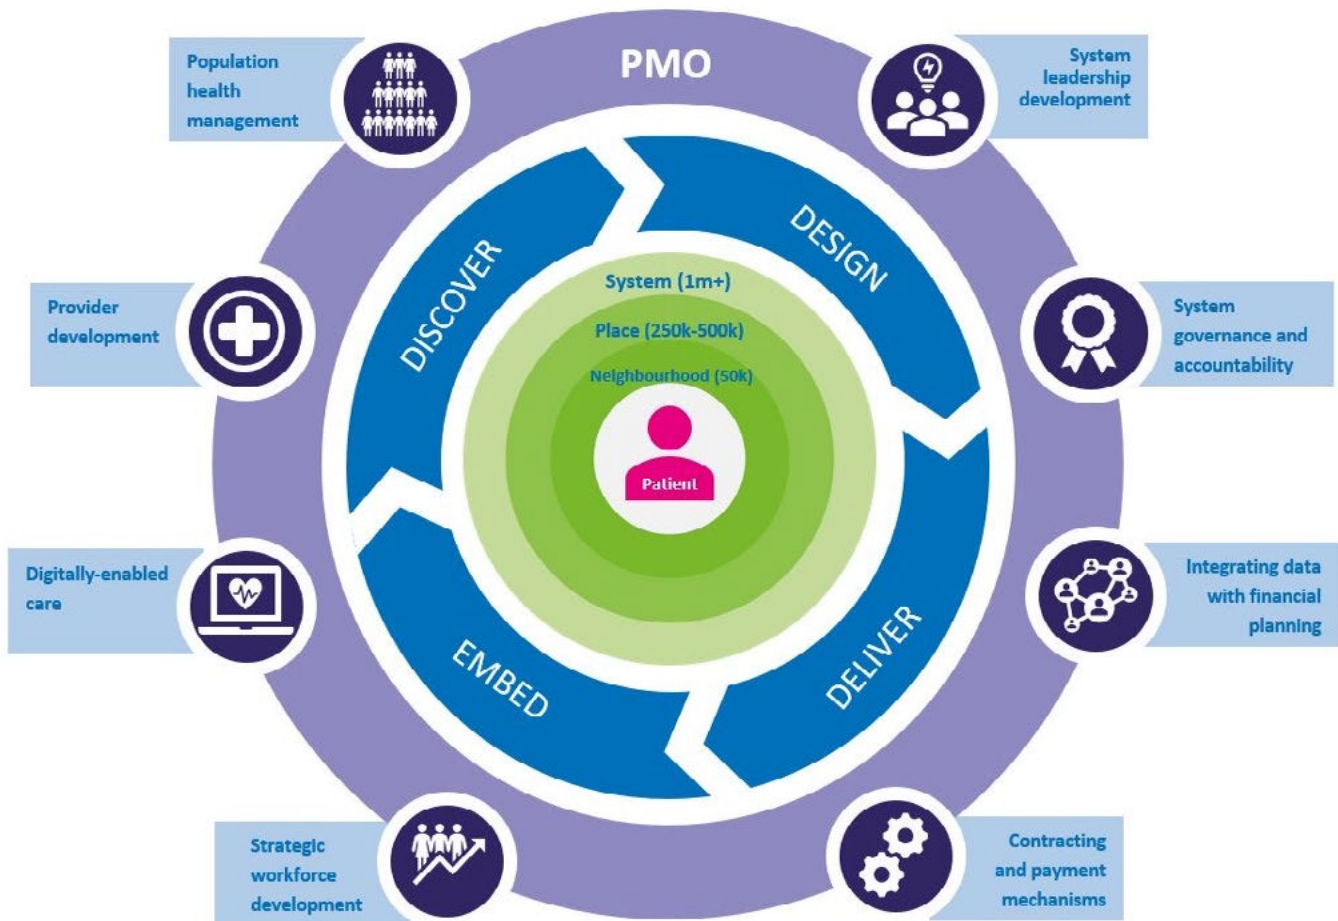 PMO
Population
health
management
System
leadership
development
DISCOVER
DESIGN
System (1m+)
Place (250k-500k)
Neighbourhood (50k)
Patient
Provider
development
System
governance and
accountability
Digitally-enabled
care
Integrating data
with financial
planning
EMBED
DELIVER
Strategic
workforce
development
Contracting
and payment
mechanisms